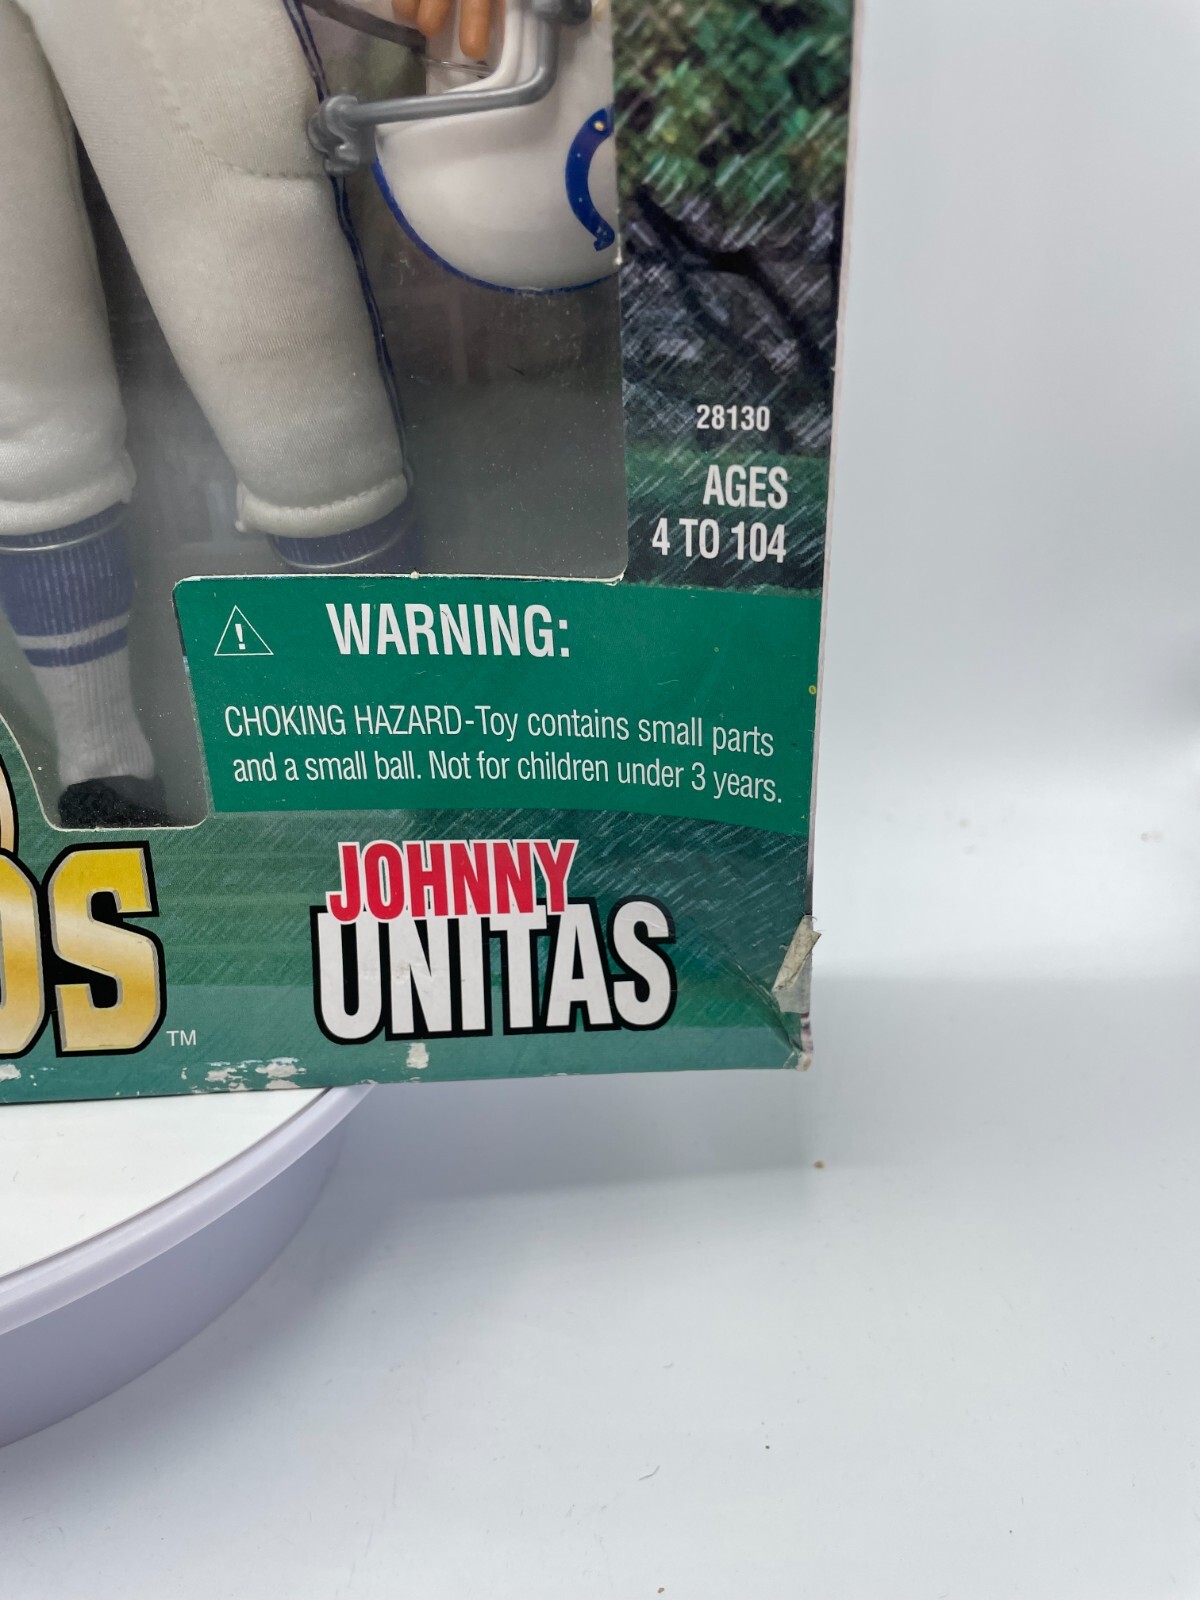 28130
AGES
4 TO 104
WARNING:
CHOKING HAZARD-Toy contains small parts
and a small ball. Not for children under 3 years.
JOHNNY
UNITAS
TM